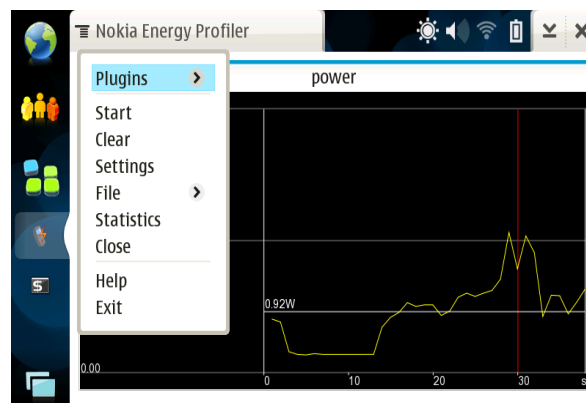 Nokia Energy Profiler
Plugins
power
Start
Clear
Settings
File
Statistics
Close
Help
Exit
0.92W
0.00
0 10 20 30 s